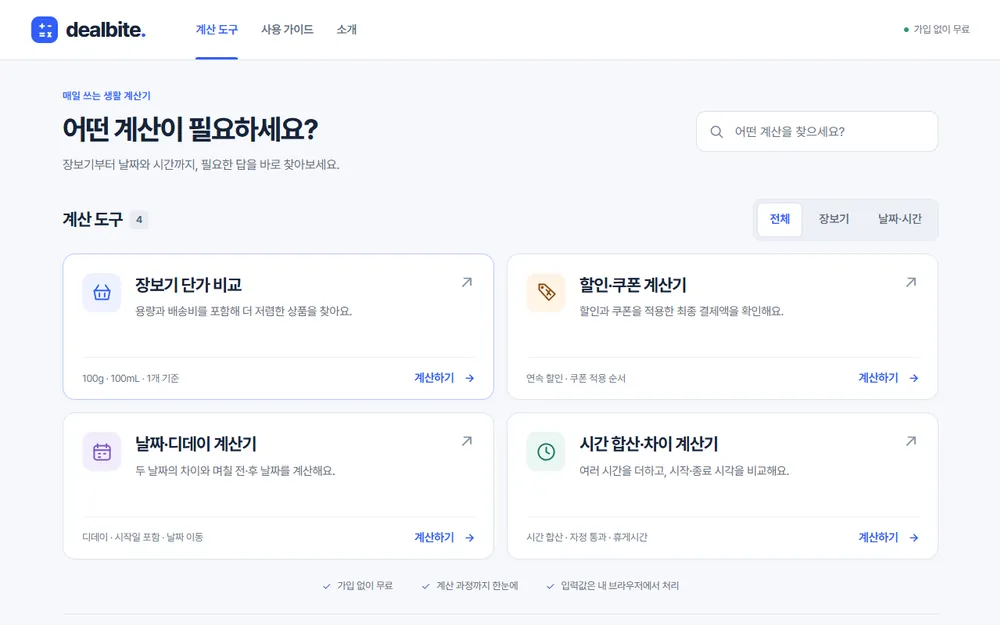 dealbite.
계산 도구
사용 가이드
소개
가입 없이 무료
매일 쓰는 생활 계산기
어떤 계산이 필요하세요?
장보기부터 날짜와 시간까지, 필요한 답을 바로 찾아보세요.
어떤 계산을 찾으세요?
계산 도구 4
전체
장보기
날짜·시간
장보기 단가 비교
용량과 배송비를 포함해 더 저렴한 상품을 찾아요.
100g · 100mL · 1개 기준
계산하기 →
할인·쿠폰 계산기
할인과 쿠폰을 적용한 최종 결제액을 확인해요.
연속 할인 · 쿠폰 적용 순서
계산하기 →
날짜·디데이 계산기
두 날짜의 차이와 며칠 전·후 날짜를 계산해요.
디데이 · 시작일 포함 · 날짜 이동
계산하기 →
시간 합산·차이 계산기
여러 시간을 더하고, 시작·종료 시각을 비교해요.
시간 합산 · 자정 통과 · 휴게시간
계산하기 →
가입 없이 무료
계산 과정까지 한눈에
입력값은 내 브라우저에서 처리